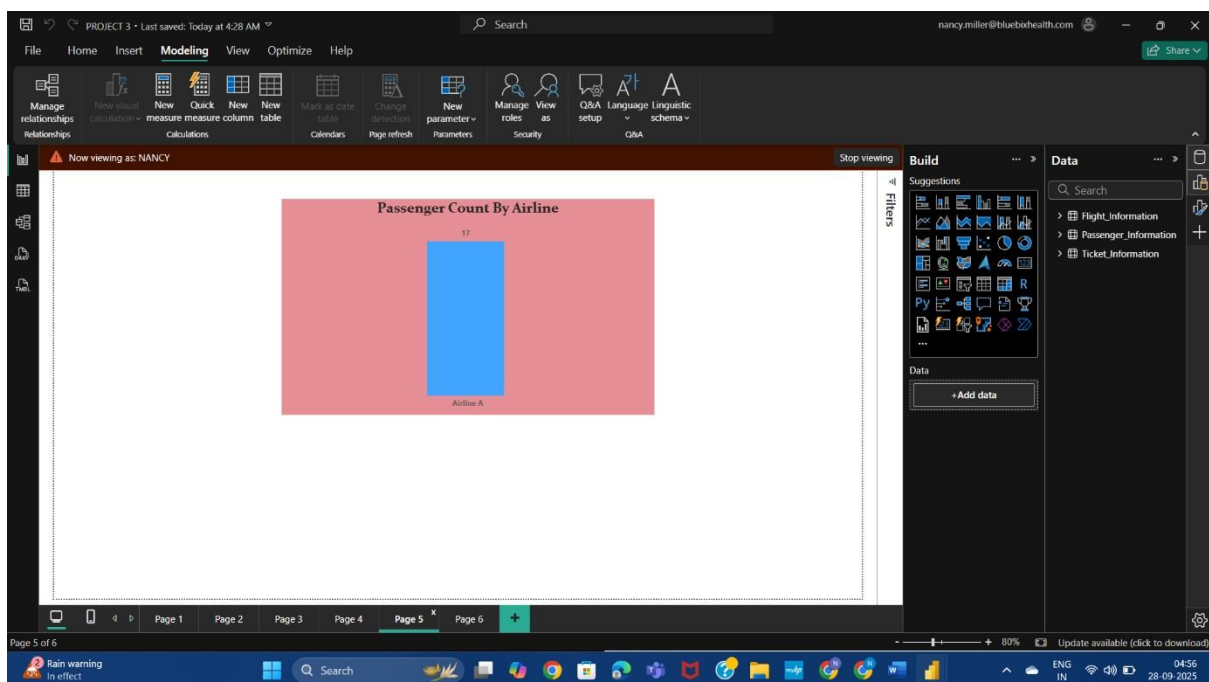 PROJECT 3 • Last saved: Today at 4:28 AM
Search
nancy.miller@bluebixhealth.com
File Home Insert Modeling View Optimize Help
Share
Manage relationships
New visual calculation
New measure
Quick measure
New column
New table
Mark as date table
Change detection
New parameter
Manage roles
View as
Q&A setup
Language
Linguistic schema
Relationships
Calculations
Calendars
Page refresh
Parameters
Security
Q&A
Now viewing as: NANCY
Stop viewing
Passenger Count By Airline
17
Airline A
Filters
Build
Suggestions
R
Py
123
Data
+Add data
Data
Search
Flight_Information
Passenger_Information
Ticket_Information
DAX
TMDL
Page 1 Page 2 Page 3 Page 4 Page 5 Page 6
Page 5 of 6
- + 80%
Update available (click to download)
2
Rain warning
In effect
Search
myhp
ENG
IN
04:56
28-09-2025